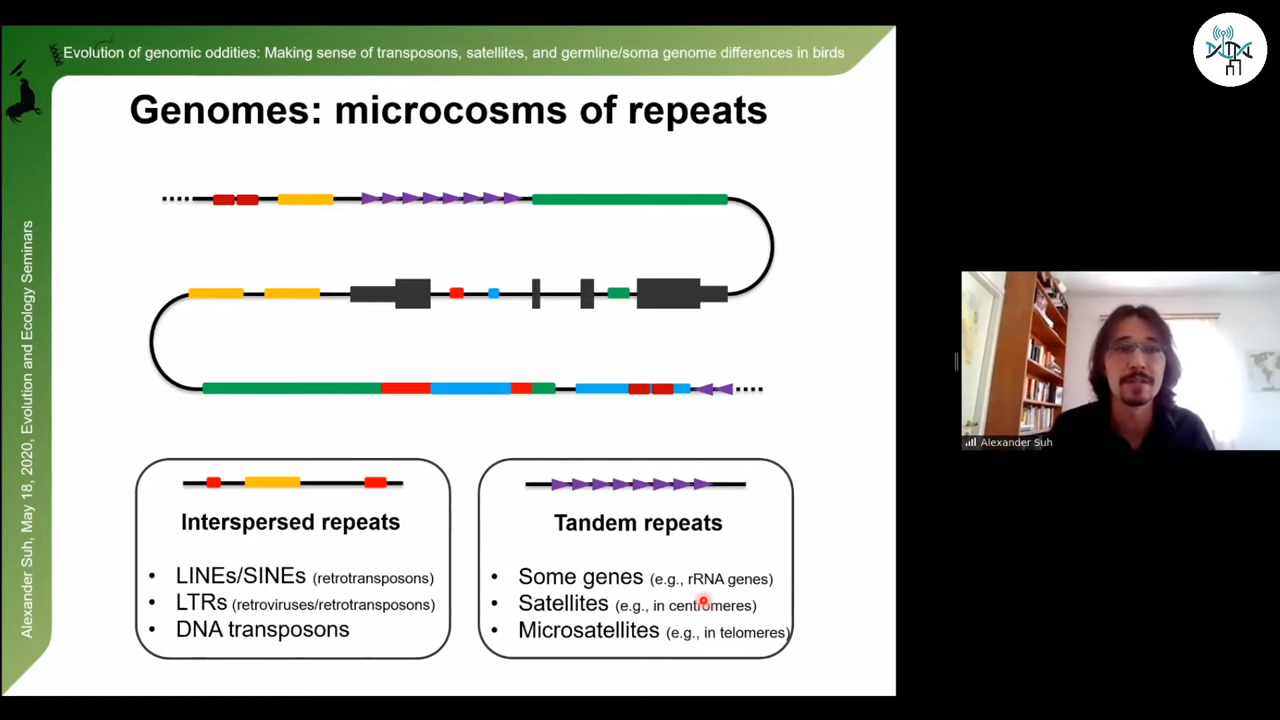 Evolution of genomic oddities: Making sense of transposons, satellites, and germline/soma genome differences in birds
Genomes: microcosms of repeats
Alexander Suh, May 18, 2020, Evolution and Ecology Seminars
Interspersed repeats
• LINEs/SINEs (retrotransposons)
• LTRs (retroviruses/retrotransposons)
• DNA transposons
Tandem repeats
• Some genes (e.g., rRNA genes)
• Satellites (e.g., in centromeres)
• Microsatellites (e.g., in telomeres)
Alexander Suh